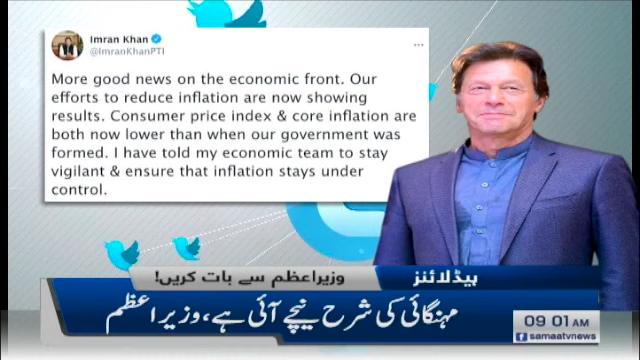 Imran Khan
@ImranKhanPTI
More good news on the economic front. Our
efforts to reduce inflation are now showing
results. Consumer price index & core inflation are
both now lower than when our government was
formed. I have told my economic team to stay
vigilant & ensure that inflation stays under
control.
ہیڈلائنز
وزیراعظم سے بات کریں!
مہنگائی کی شرح نیچے آئی ہے، وزیراعظم
09 01 AM
samaatvnews